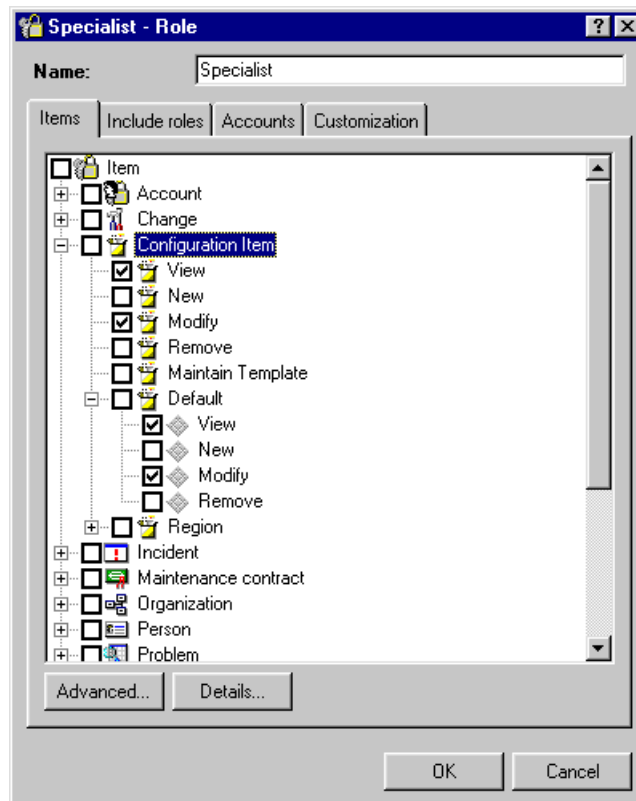 Specialist - Role
Name: Specialist
Items Include roles Accounts Customization
Item
Account
Change
Configuration Item
View
New
Modify
Remove
Maintain Template
Default
View
New
Modify
Remove
Region
Incident
Maintenance contract
Organization
Person
Problem
Advanced... Details...
OK Cancel